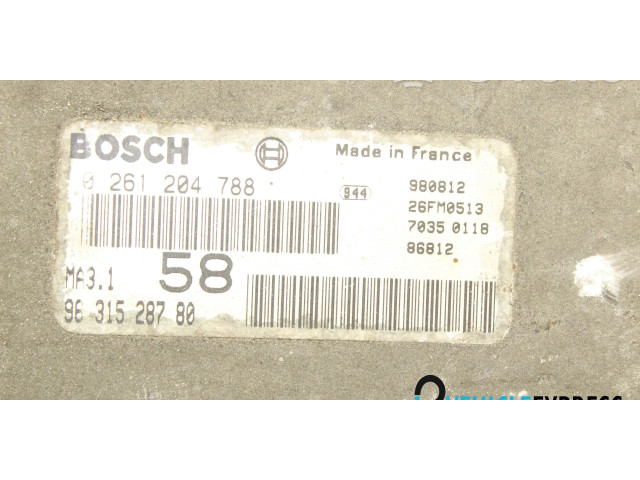 BOSCH Made in France
0 261 204 788 944 980812
26FM0513
7035 0118
86812
MA3.1 58
96 315 287 80
EXPRESS